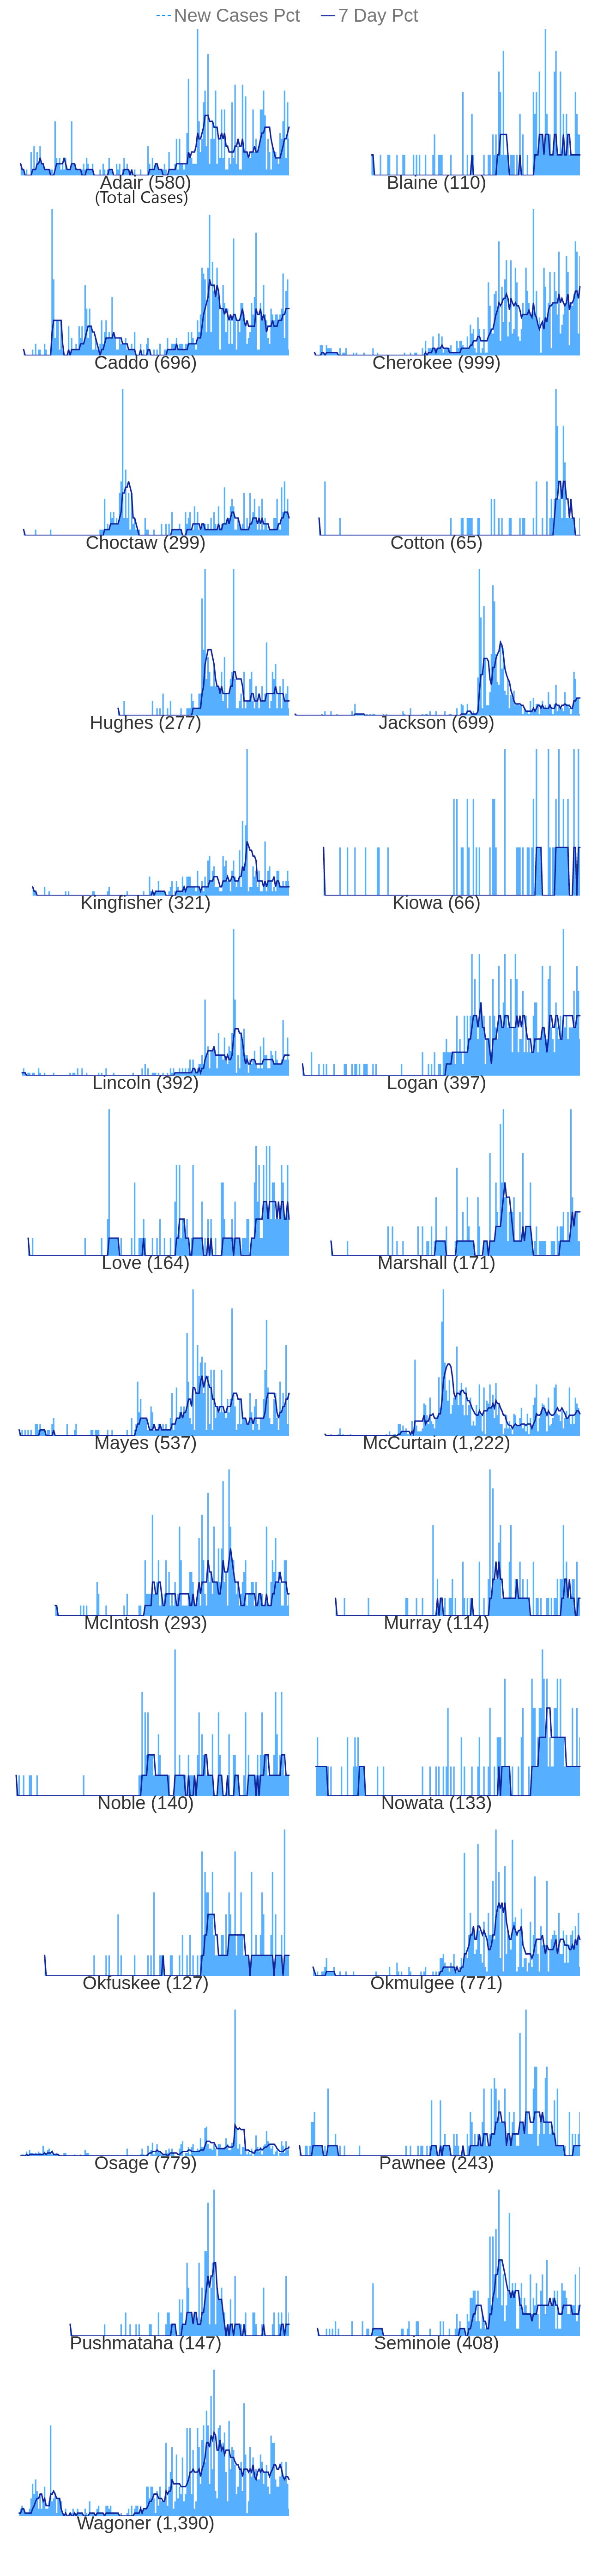 New Cases Pct 7 Day Pct
Adair (580) Blaine (110)
(Total Cases)
Caddo (696) Cherokee (999)
Choctaw (299) Cotton (65)
Hughes (277) Jackson (699)
Kingfisher (321) Kiowa (66)
Lincoln (392) Logan (397)
Love (164) Marshall (171)
Mayes (537) McCurtain (1,222)
McIntosh (293) Murray (114)
Noble (140) Nowata (133)
Okfuskee (127) Okmulgee (771)
Osage (779) Pawnee (243)
Pushmataha (147) Seminole (408)
Wagoner (1,390)